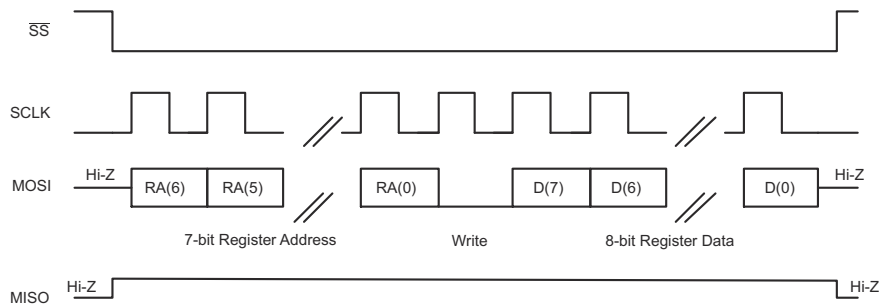 SS
SCLK
Hi-Z
MOSI
RA(6) RA(5) RA(0) D(7) D(6) D(0)
Hi-Z
7-bit Register Address Write 8-bit Register Data
Hi-Z
MISO
Hi-Z